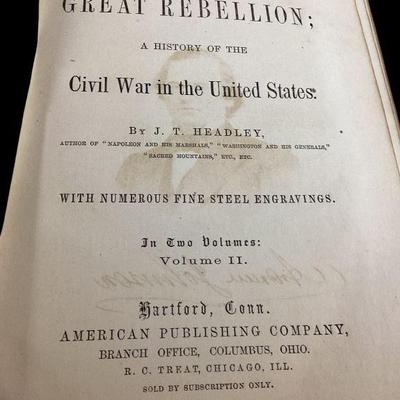 GREAT REBELLION;
A HISTORY OF THE
Civil War in the United States.
By J. T. HEADLEY,
AUTHOR OF "NAPOLEON AND HIS MARSHALS," "WASHINGTON AND HIS GENERALS,"
"SACRED MOUNTAINS," ETC., ETC.
WITH NUMEROUS FINE STEEL ENGRAVINGS.
In Two Volumes:
Volume II.
Hartford, Conn.
AMERICAN PUBLISHING COMPANY,
BRANCH OFFICE, COLUMBUS, OHIO.
R. C. TREAT, CHICAGO, ILL.
SOLD BY SUBSCRIPTION ONLY.